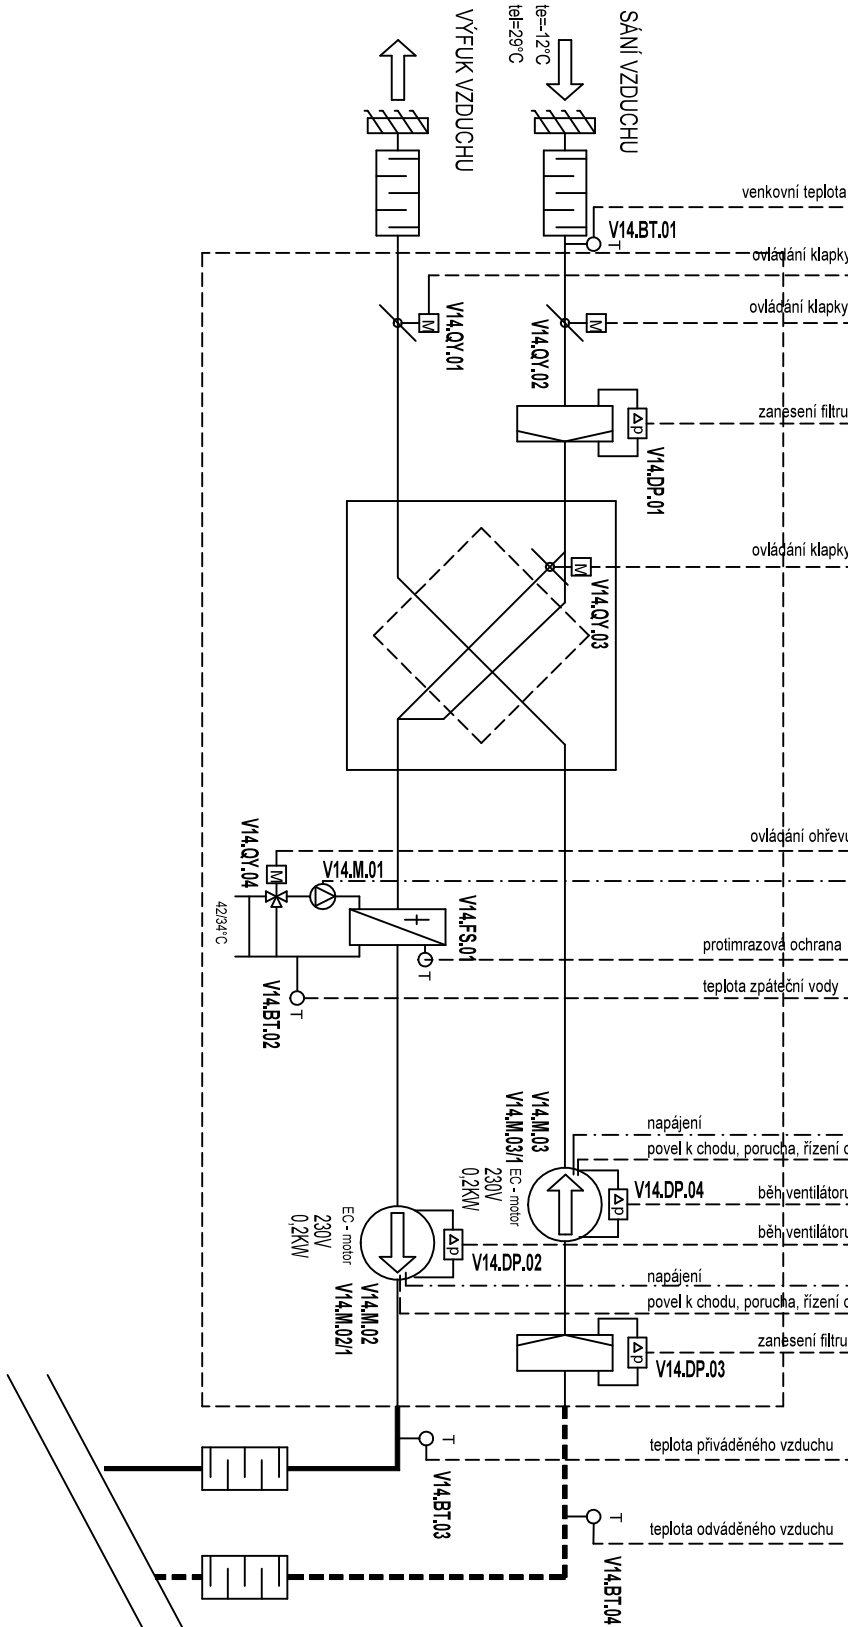 SÁNÍ VZDUCHU
te=-12°C
tel=29°C
VÝFUK VZDUCHU
venkovní teplota
V14.BT.01
T
ovládání klapky
M
V14.QY.01
ovládání klapky
M
V14.QY.02
zanesení filtru
Δp
V14.DP.01
ovládání klapky
M
V14.QY.03
ovládání ohřevu
V14.QY.04
M
V14.M.01
42/34°C
V14.FS.01
T
protimrazová ochrana
teplota zpáteční vody
T
V14.BT.02
V14.M.03
V14.M.03/1
EC - motor
230V
0,2KW
napájení
povel k chodu, porucha, řízení o
Δp
V14.DP.04
běh ventilátoru
běh ventilátoru
Δp
V14.DP.02
EC - motor
230V
0,2KW
V14.M.02
V14.M.02/1
napájení
povel k chodu, porucha, řízení o
zanesení filtru
Δp
V14.DP.03
T
teplota přiváděného vzduchu
V14.BT.03
T
teplota odváděného vzduchu
V14.BT.04